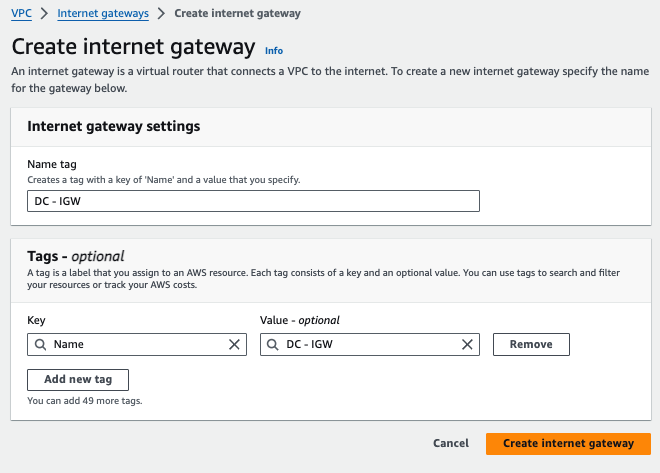 VPC > Internet gateways > Create internet gateway
Create internet gateway Info
An internet gateway is a virtual router that connects a VPC to the internet. To create a new internet gateway specify the name
for the gateway below.
Internet gateway settings
Name tag
Creates a tag with a key of 'Name' and a value that you specify.
DC - IGW
Tags - optional
A tag is a label that you assign to an AWS resource. Each tag consists of a key and an optional value. You can use tags to search and filter
your resources or track your AWS costs.
Key Value - optional
Name DC - IGW Remove
Add new tag
You can add 49 more tags.
Cancel Create internet gateway